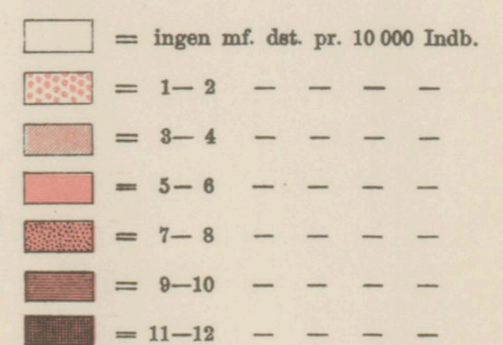 = ingen mf. dst. pr. 10 000 Indb.
= 1— 2 — — — —
= 3— 4 — — — —
= 5— 6 — — — —
= 7— 8 — — — —
= 9—10 — — — —
= 11—12 — — — —